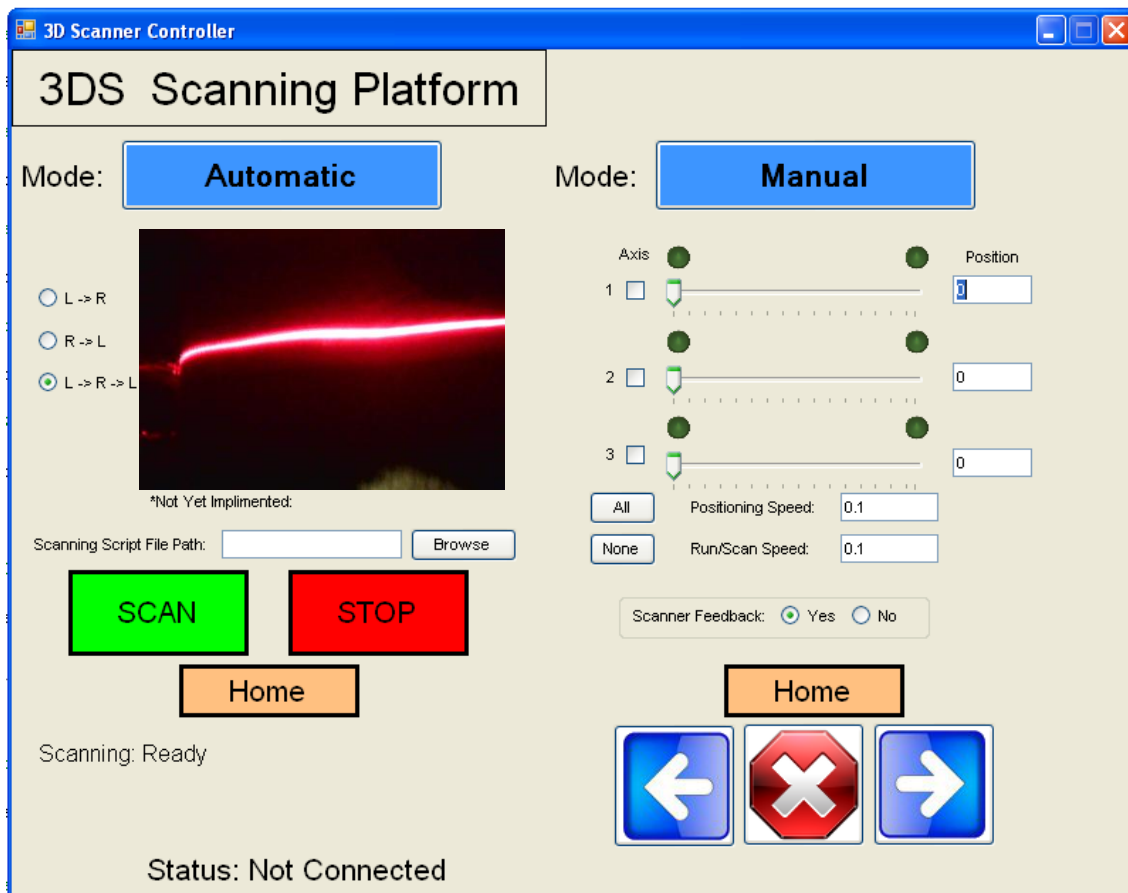 3D Scanner Controller
3DS Scanning Platform
Mode:
Automatic
L -> R
R -> L
L -> R -> L
*Not Yet Implimented:
Scanning Script File Path:
Browse
SCAN
STOP
Home
Scanning: Ready
Status: Not Connected
Mode:
Manual
Axis
Position
1
0
2
0
3
0
All
Positioning Speed:
0.1
None
Run/Scan Speed:
0.1
Scanner Feedback:
Yes
No
Home